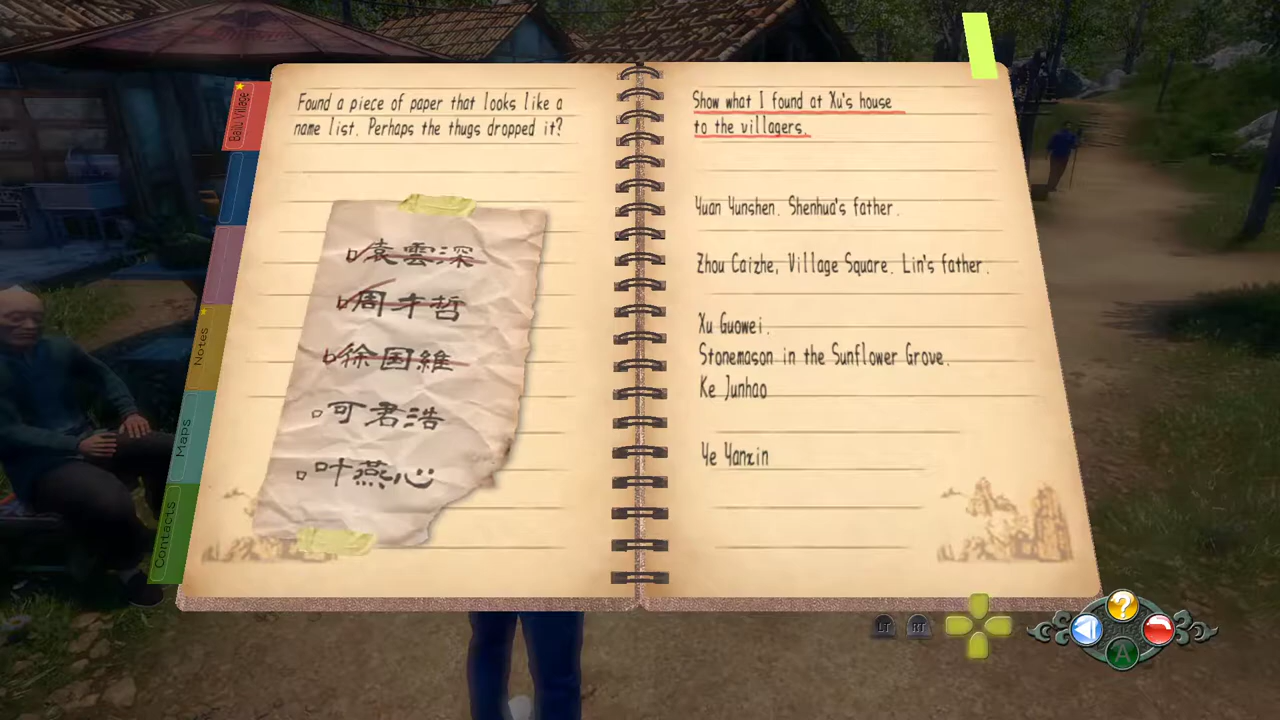 Bailu Village
Notes
Maps
Contacts
Found a piece of paper that looks like a
name list. Perhaps the thugs dropped it?
袁雲深
周才哲
徐国維
可君浩
叶燕心
Show what I found at Xu's house
to the villagers.
Yuan Yunshen. Shenhua's father.
Zhou Caizhe, Village Square. Lin's father.
Xu Guowei.
Stonemason in the Sunflower Grove.
Ke Junhao
Ye Yanxin
LT
RT
?
A